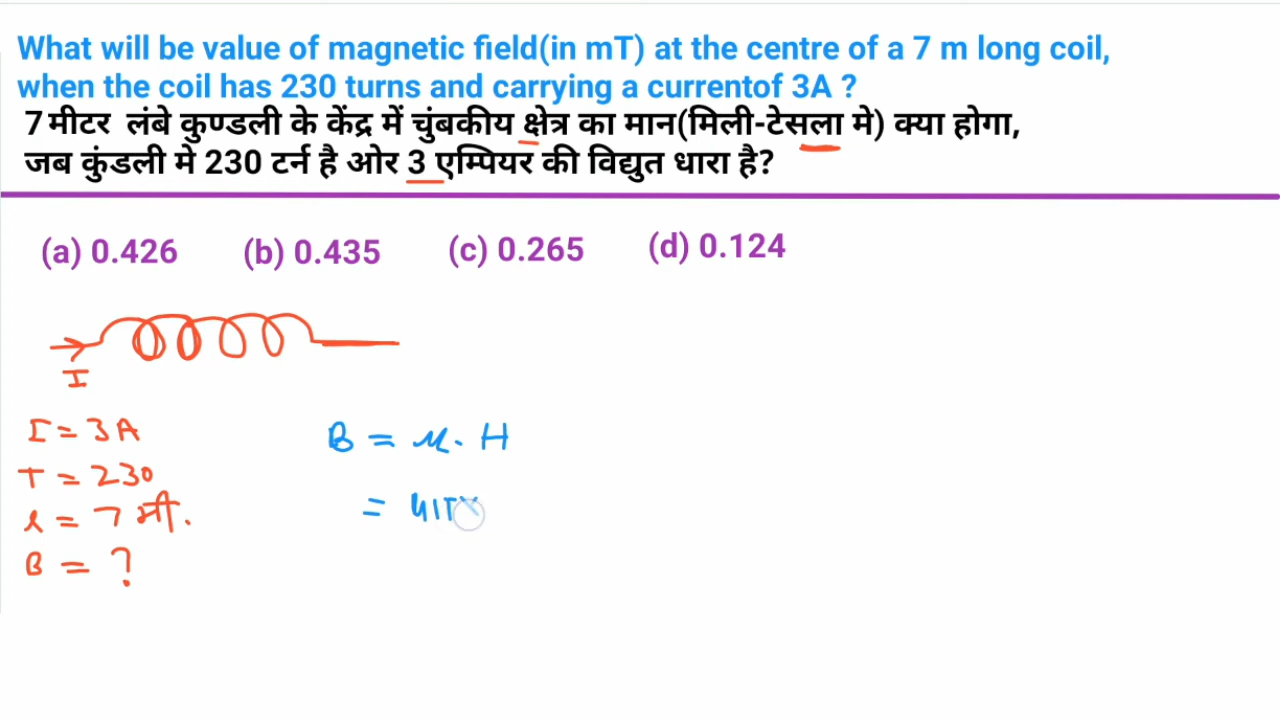 What will be value of magnetic field(in mT) at the centre of a 7 m long coil,
when the coil has 230 turns and carrying a currentof 3A ?
7 मीटर लंबे कुण्डली के केंद्र में चुंबकीय क्षेत्र का मान(मिली-टेसला मे) क्या होगा,
जब कुंडली मे 230 टर्न है ओर 3 एम्पियर की विद्युत धारा है?
(a) 0.426 (b) 0.435 (c) 0.265 (d) 0.124
I
I = 3A
T = 230
l = 7 मी.
B = ?
B = μ. H
= 4π×